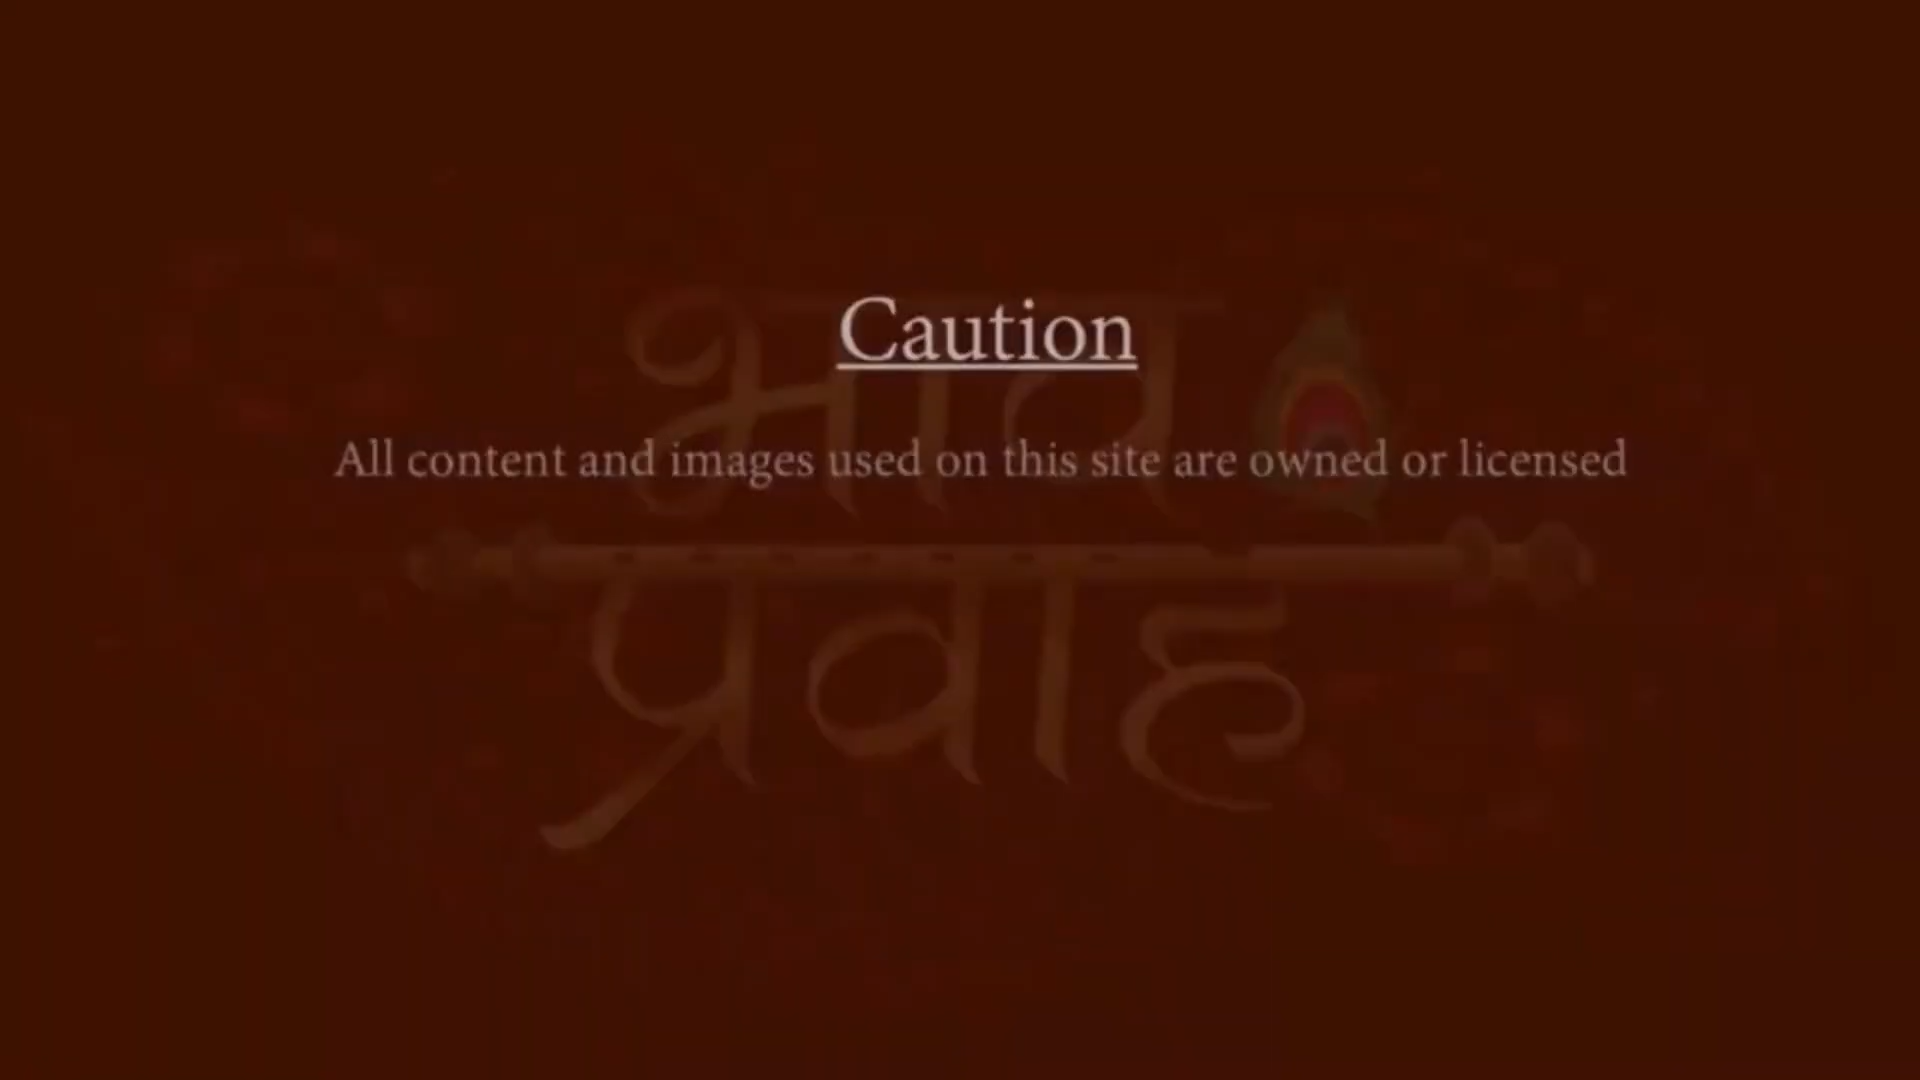 Caution
भाव
All content and images used on this site are owned or licensed
प्रवाह